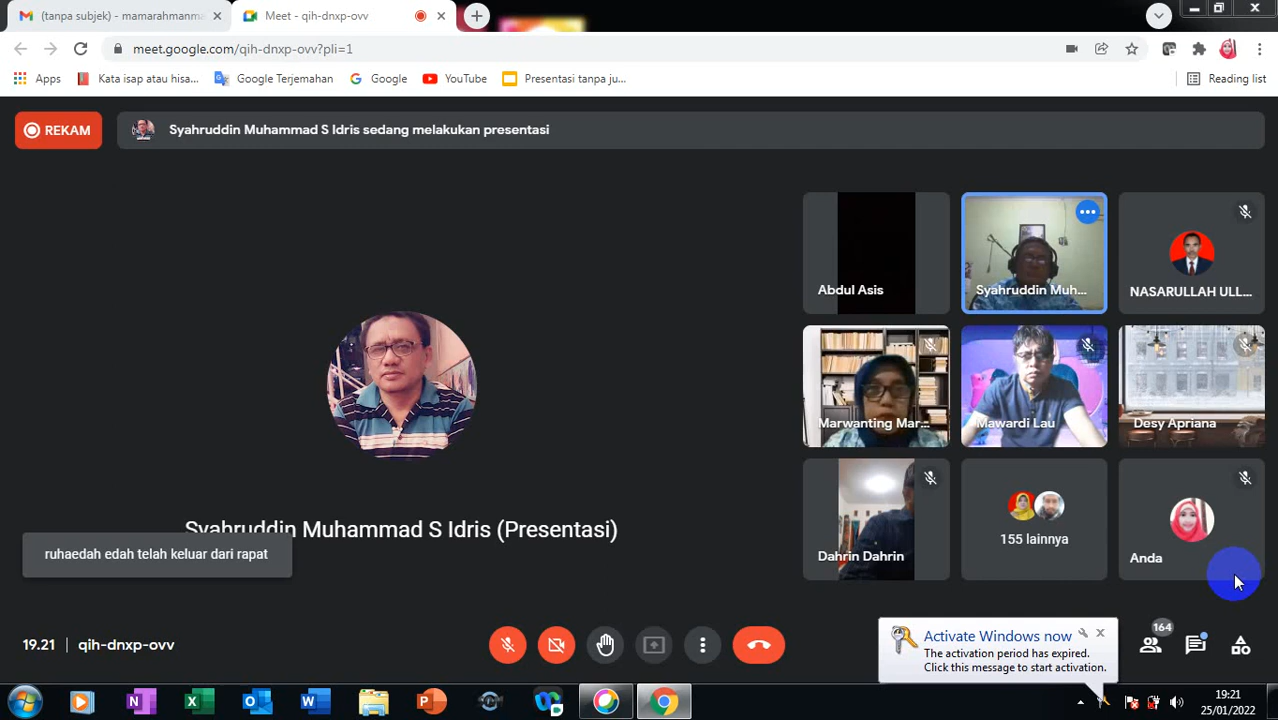 (tanpa subjek) - mamarahmanma
Meet - qih-dnxp-ovv
meet.google.com/qih-dnxp-ovv?pli=1
Apps
Kata isap atau hisa...
Google Terjemahan
Google
YouTube
Presentasi tanpa ju...
Reading list
REKAM
Syahruddin Muhammad S Idris sedang melakukan presentasi
Abdul Asis
Syahruddin Muh...
NASARULLAH ULL...
Marwanting Mar...
Mawardi Lau
Desy Apriana
Syahruddin Muhammad S Idris (Presentasi)
ruhaedah edah telah keluar dari rapat
Dahrin Dahrin
155 lainnya
Anda
19.21 | qih-dnxp-ovv
164
Activate Windows now
The activation period has expired.
Click this message to start activation.
19:21
25/01/2022